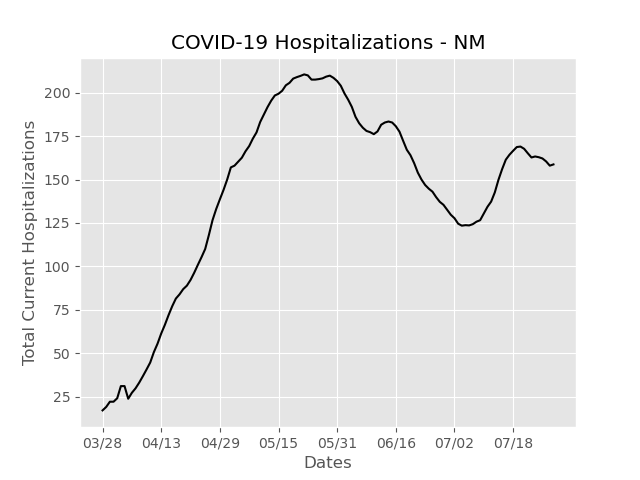 COVID-19 Hospitalizations - NM
Total Current Hospitalizations
200
175
150
125
100
75
50
25
03/28 04/13 04/29 05/15 05/31 06/16 07/02 07/18
Dates